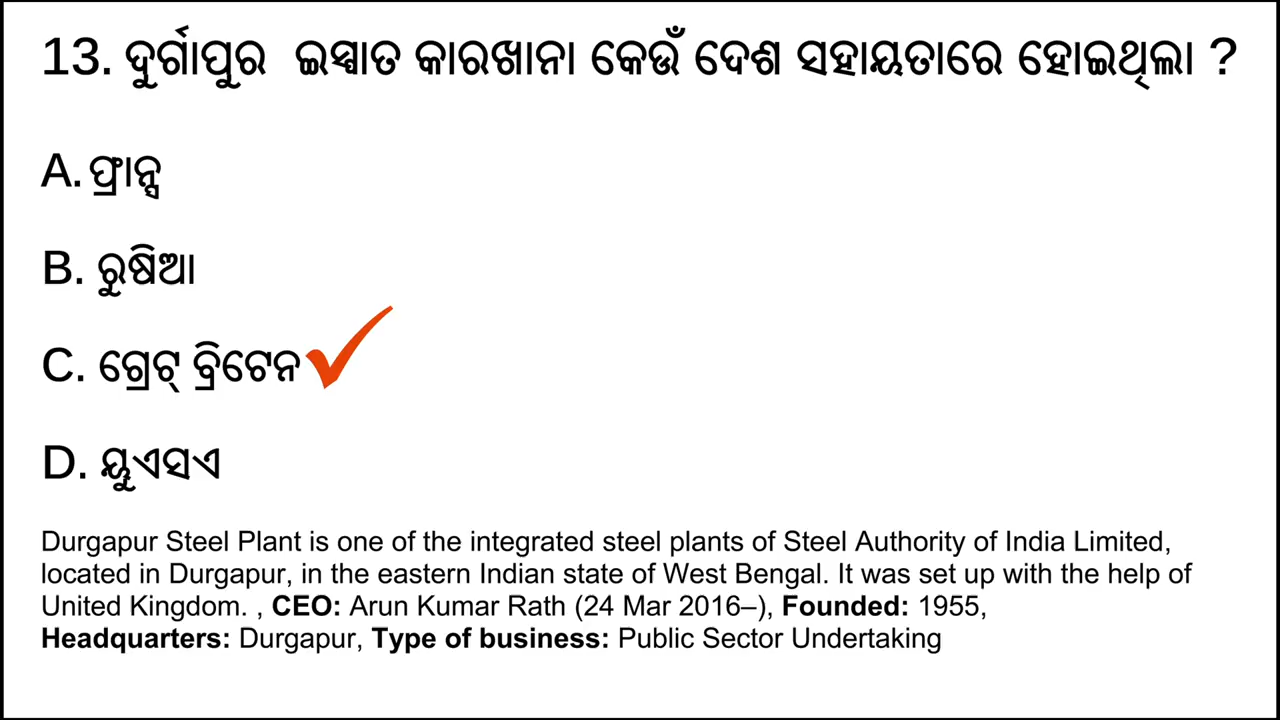 13. ଦୁର୍ଗାପୁର ଇସ୍ପାତ କାରଖାନା କେଉଁ ଦେଶ ସହାୟତାରେ ହୋଇଥିଲା ?
A. ଫ୍ରାନ୍ସ
B. ରୁଷିଆ
C. ଗ୍ରେଟ୍ ବ୍ରିଟେନ
D. ୟୁଏସଏ
Durgapur Steel Plant is one of the integrated steel plants of Steel Authority of India Limited,
located in Durgapur, in the eastern Indian state of West Bengal. It was set up with the help of
United Kingdom. , CEO: Arun Kumar Rath (24 Mar 2016–), Founded: 1955,
Headquarters: Durgapur, Type of business: Public Sector Undertaking